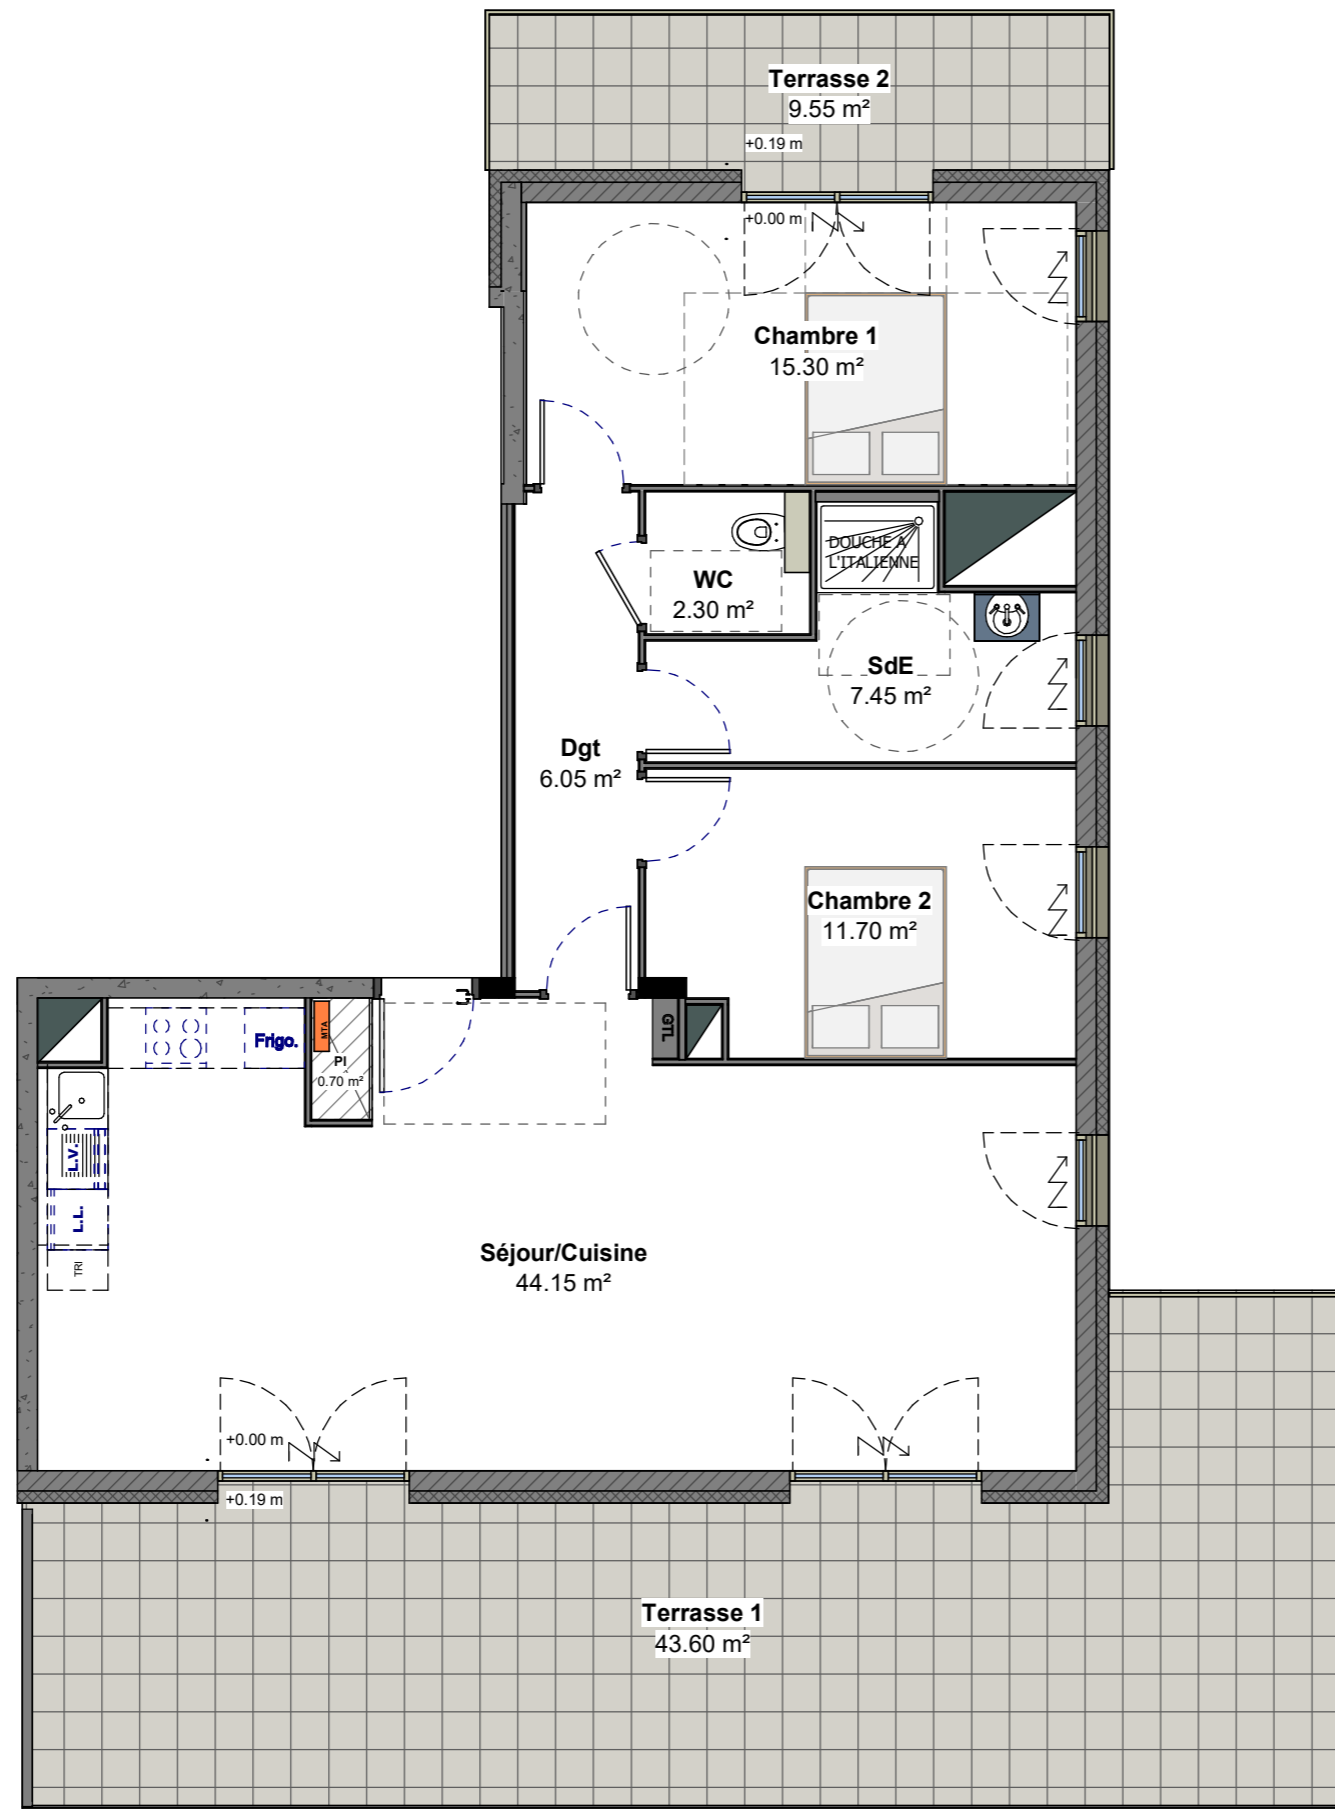 Terrasse 2
9.55 m²
+0.19 m
+0.00 m
Chambre 1
15.30 m²
DOUCHE A
L'ITALIENNE
WC
2.30 m²
SdE
7.45 m²
Dgt
6.05 m²
Chambre 2
11.70 m²
GTL
MTA
Frigo.
Pl
0.70 m²
L.V.
L.L.
TRI
Séjour/Cuisine
44.15 m²
+0.00 m
+0.19 m
Terrasse 1
43.60 m²